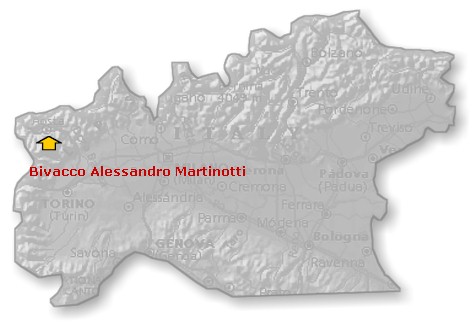 Bolzano
Trento
Udine
Pordenone
Treviso
Como
ITALY
Bivacco Alessandro Martinotti
Padova
(Padua)
Cremona
TORINO
(Turin)
Alessandria
Parma
Ferrara
Modena
Bologna
GENOVA
Savona
Ravenna